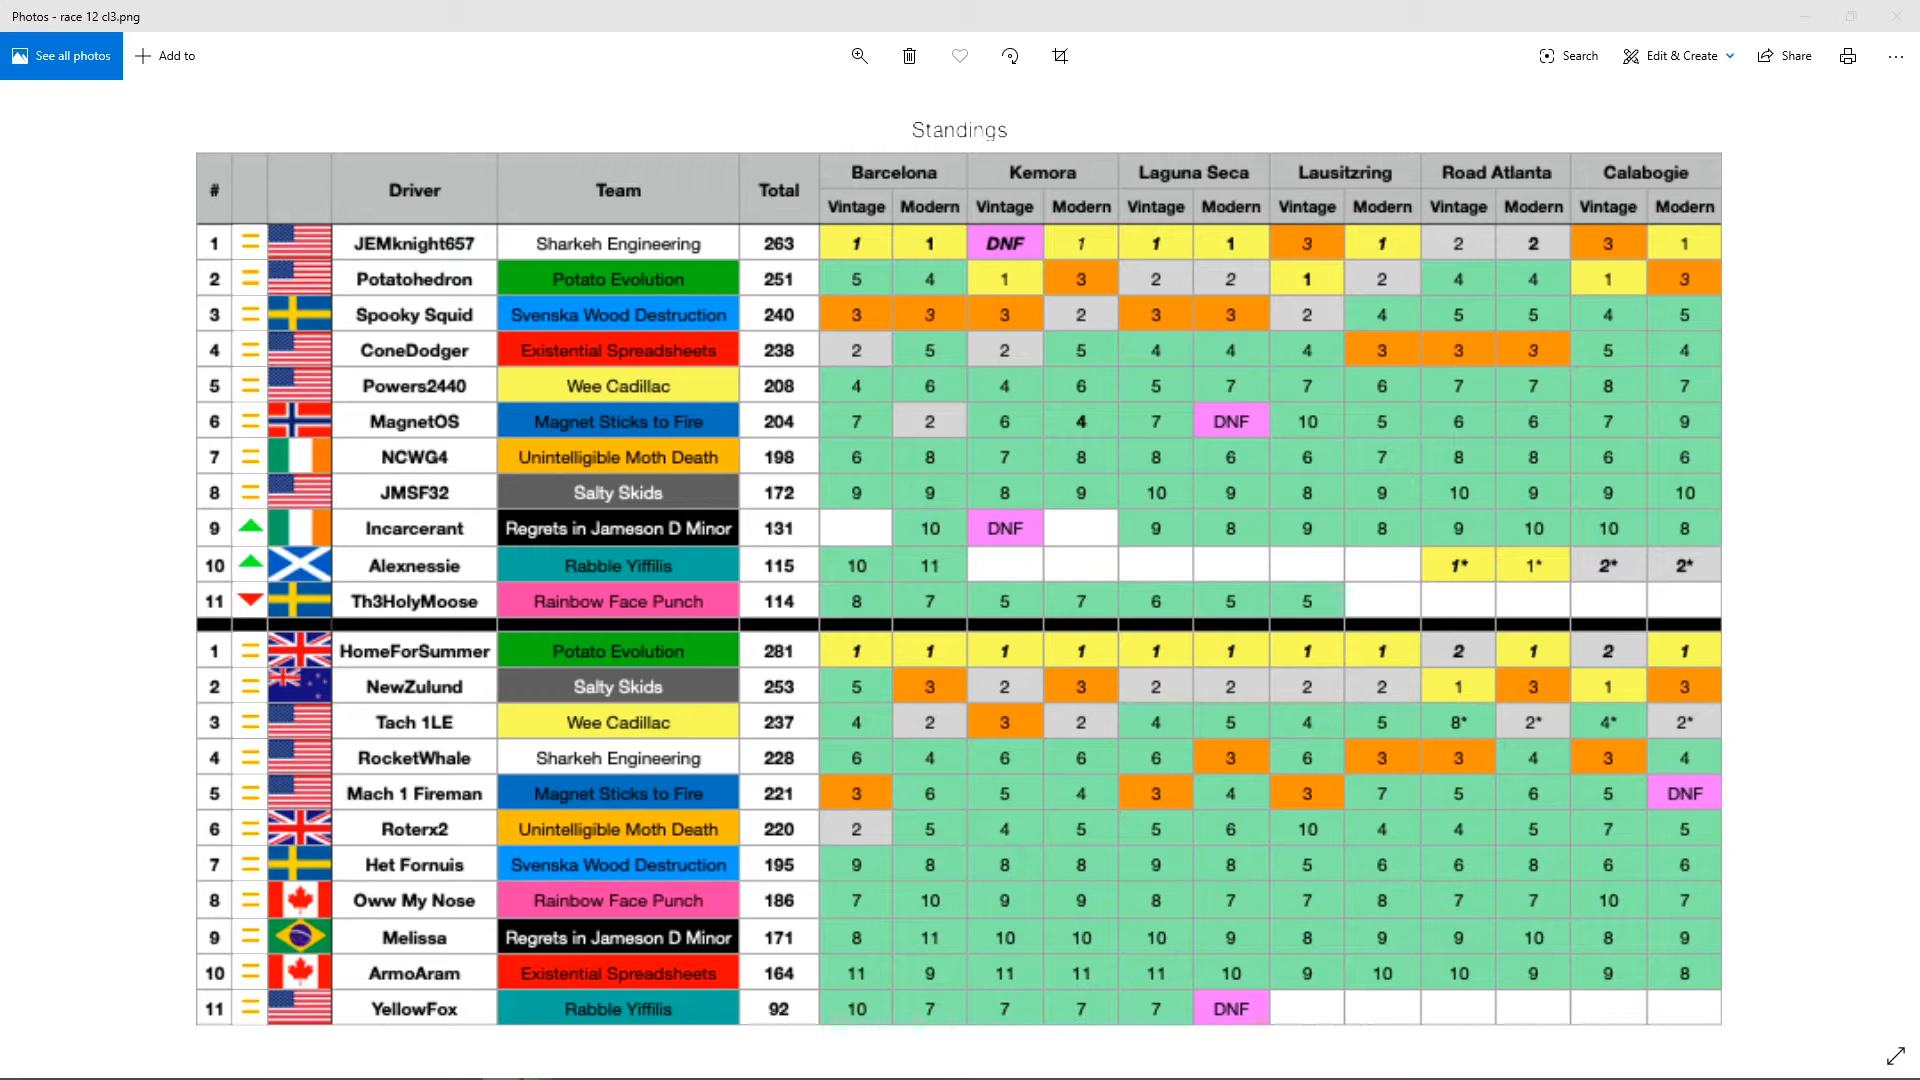 Photos - race 12 cl3.png
See all photos Add to Search Edit & Create Share
Standings
# Driver Team Total Barcelona Kemora Laguna Seca Lausitzring Road Atlanta Calabogie
Vintage Modern Vintage Modern Vintage Modern Vintage Modern Vintage Modern Vintage Modern
1 JEMknight657 Sharkeh Engineering 263 1 1 DNF 1 1 1 3 1 2 2 3 1
2 Potatohedron Potato Evolution 251 5 4 1 3 2 2 1 2 4 4 1 3
3 Spooky Squid Svenska Wood Destruction 240 3 3 3 2 3 3 2 4 5 5 4 5
4 ConeDodger Existential Spreadsheets 238 2 5 2 5 4 4 4 3 3 3 5 4
5 Powers2440 Wee Cadillac 208 4 6 4 6 5 7 7 6 7 7 8 7
6 MagnetOS Magnet Sticks to Fire 204 7 2 6 4 7 DNF 10 5 6 6 7 9
7 NCWG4 Unintelligible Moth Death 198 6 8 7 8 8 6 6 7 8 8 6 6
8 JMSF32 Salty Skids 172 9 9 8 9 10 9 8 9 10 9 9 10
9 Incarcerant Regrets in Jameson D Minor 131 10 DNF 9 8 9 8 9 10 10 8
10 Alexnessie Rabble Yiffilis 115 10 11 1* 1* 2* 2*
11 Th3HolyMoose Rainbow Face Punch 114 8 7 5 7 6 5 5
1 HomeForSummer Potato Evolution 281 1 1 1 1 1 1 1 1 2 1 2 1
2 NewZulund Salty Skids 253 5 3 2 3 2 2 2 2 1 3 1 3
3 Tach 1LE Wee Cadillac 237 4 2 3 2 4 5 4 5 8* 2* 4* 2*
4 RocketWhale Sharkeh Engineering 228 6 4 6 6 6 3 6 3 3 4 3 4
5 Mach 1 Fireman Magnet Sticks to Fire 221 3 6 5 4 3 4 3 7 5 6 5 DNF
6 Roterx2 Unintelligible Moth Death 220 2 5 4 5 5 6 10 4 4 5 7 5
7 Het Fornuis Svenska Wood Destruction 195 9 8 8 8 9 8 5 6 6 8 6 6
8 Oww My Nose Rainbow Face Punch 186 7 10 9 9 8 7 7 8 7 7 10 7
9 Melissa Regrets in Jameson D Minor 171 8 11 10 10 10 9 8 9 9 10 8 9
10 ArmoAram Existential Spreadsheets 164 11 9 11 11 11 10 9 10 10 9 9 8
11 YellowFox Rabble Yiffilis 92 10 7 7 7 7 DNF